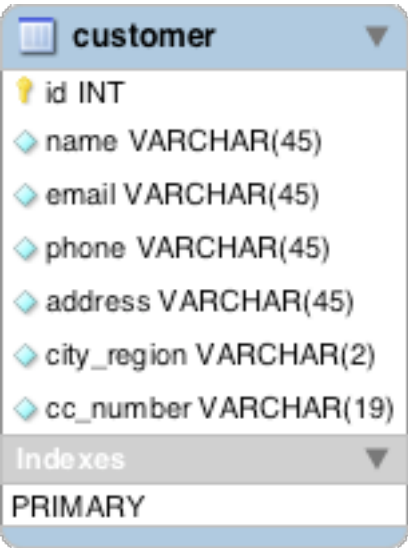 customer
id INT
name VARCHAR(45)
email VARCHAR(45)
phone VARCHAR(45)
address VARCHAR(45)
city_region VARCHAR(2)
cc_number VARCHAR(19)
Indexes
PRIMARY